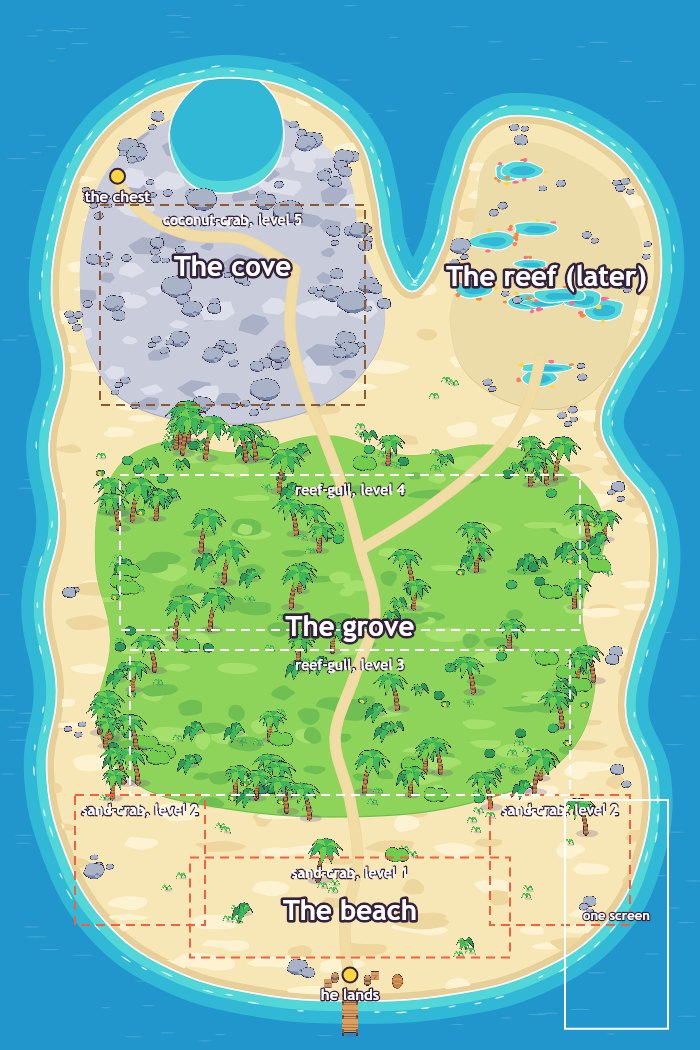 the chest
coconut-crab, level 5
The cove
The reef (later)
reef-gull, level 4
The grove
reef-gull, level 3
sand-crab, level 2
sand-crab, level 2
sand-crab, level 1
The beach
one screen
he lands